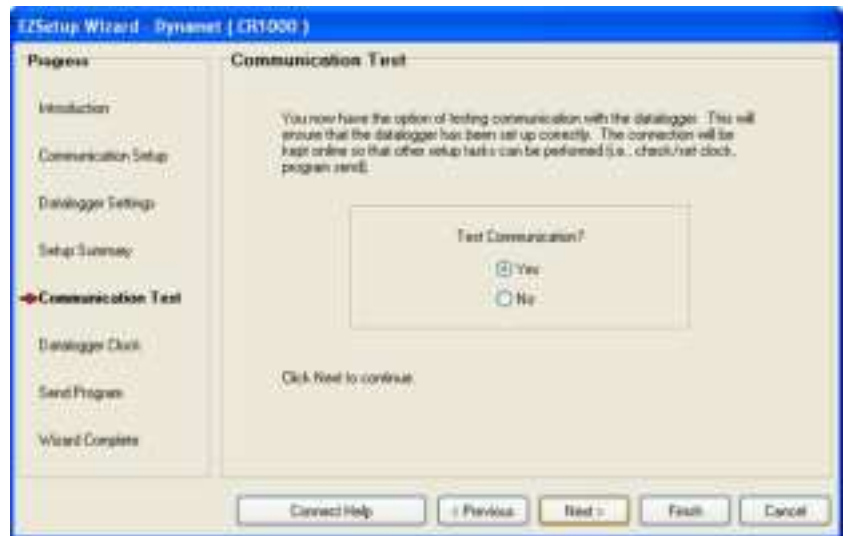 EZSetup Wizard - Dynamet ( CR1000 )
Progress
Introduction
Communication Setup
Datalogger Settings
Setup Summary
Communication Test
Datalogger Clock
Send Program
Wizard Complete
Communication Test
You now have the option of testing communication with the datalogger. This will
ensure that the datalogger has been set up correctly. The connection will be
kept online so that other setup tasks can be performed (i.e., check/set clock,
program send).
Test Communication?
Yes
No
Click Next to continue.
Connect Help
< Previous
Next >
Finish
Cancel